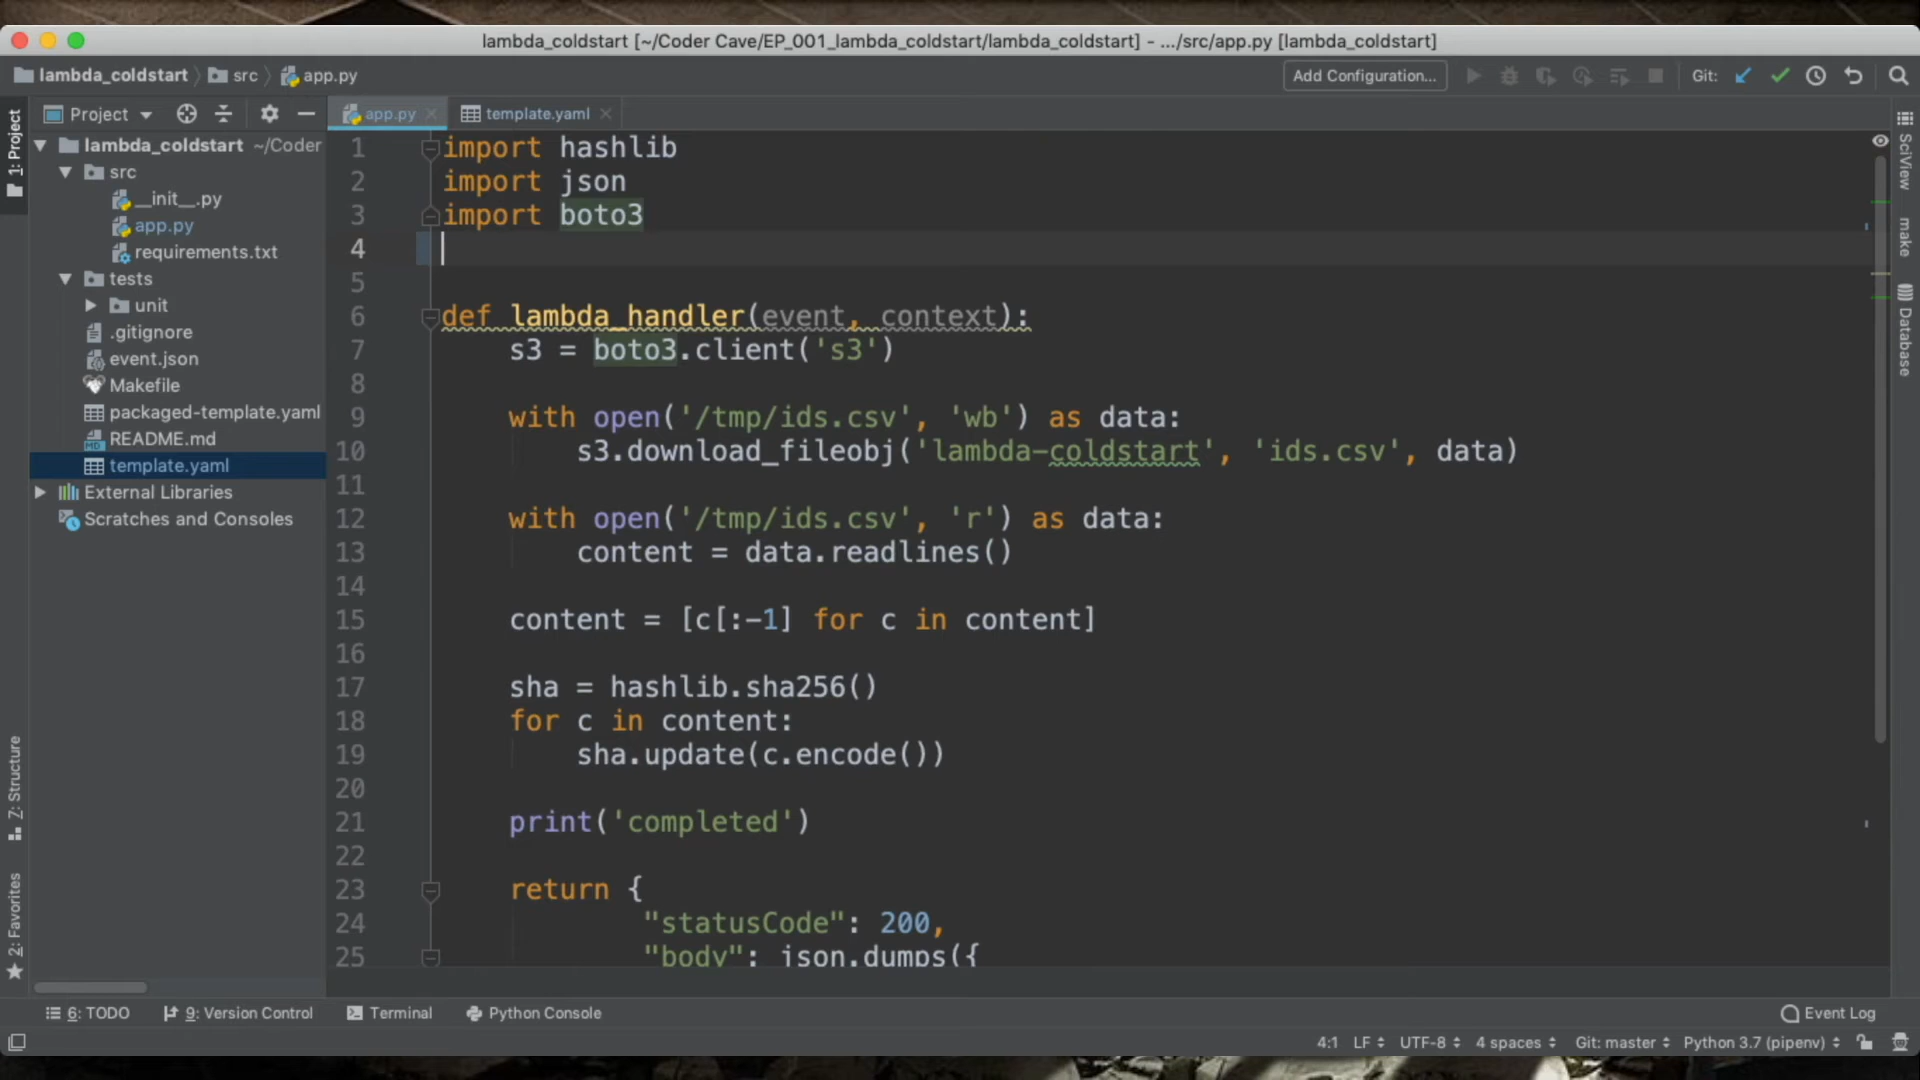 lambda_coldstart [~/Coder Cave/EP_001_lambda_coldstart/lambda_coldstart] - .../src/app.py [lambda_coldstart]
lambda_coldstart src app.py
Add Configuration... Git:
1: Project
Project
app.py template.yaml
lambda_coldstart ~/Coder
src
__init__.py
app.py
requirements.txt
tests
unit
.gitignore
event.json
Makefile
packaged-template.yaml
README.md
template.yaml
External Libraries
Scratches and Consoles
7: Structure
2: Favorites
1 import hashlib
2 import json
3 import boto3
4
5
6 def lambda_handler(event, context):
7 s3 = boto3.client('s3')
8
9 with open('/tmp/ids.csv', 'wb') as data:
10 s3.download_fileobj('lambda-coldstart', 'ids.csv', data)
11
12 with open('/tmp/ids.csv', 'r') as data:
13 content = data.readlines()
14
15 content = [c[:-1] for c in content]
16
17 sha = hashlib.sha256()
18 for c in content:
19 sha.update(c.encode())
20
21 print('completed')
22
23 return {
24 "statusCode": 200,
25 "body": json.dumps({
SciView
make
Database
6: TODO 9: Version Control Terminal Python Console Event Log
4:1 LF UTF-8 4 spaces Git: master Python 3.7 (pipenv)